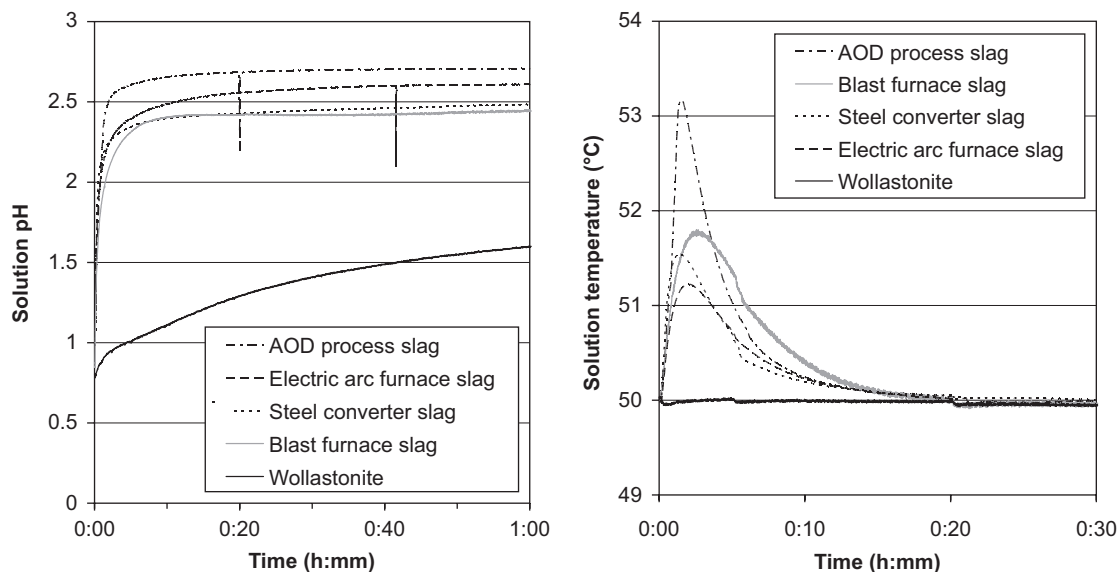 3
2.5
2
1.5
1
0.5
0
Solution pH
AOD process slag
Electric arc furnace slag
Steel converter slag
Blast furnace slag
Wollastonite
0:00
0:20
0:40
1:00
Time (h:mm)
54
53
52
51
50
49
Solution temperature (°C)
AOD process slag
Blast furnace slag
Steel converter slag
Electric arc furnace slag
Wollastonite
0:00
0:10
0:20
0:30
Time (h:mm)